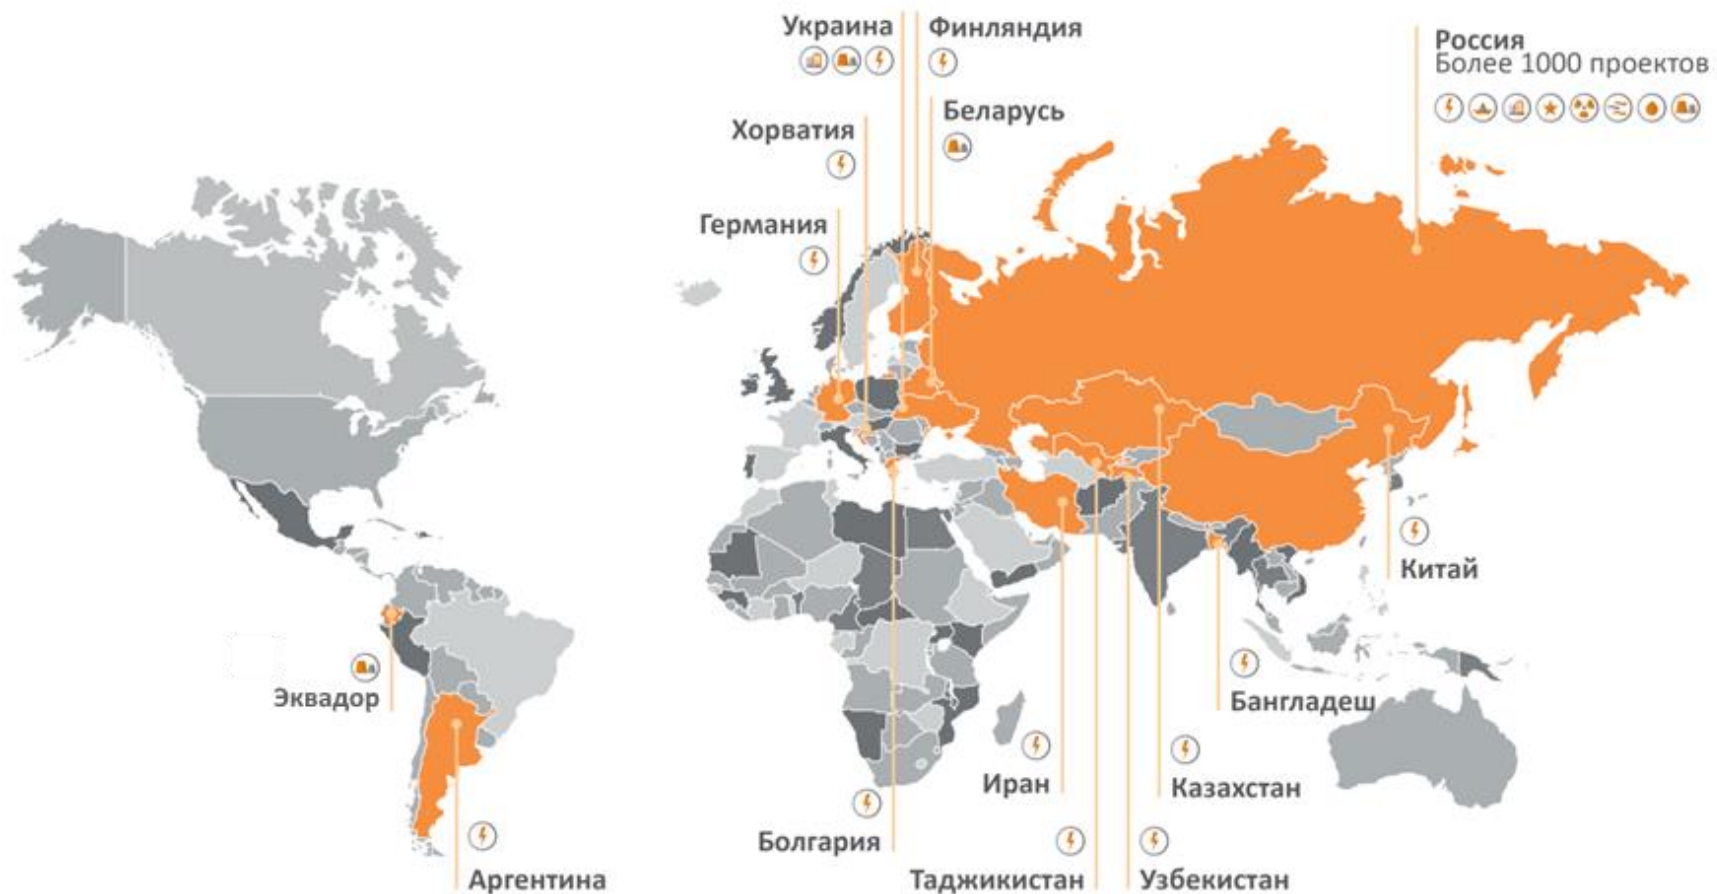 Украина
Финляндия
Россия
Более 1000 проектов
Беларусь
Хорватия
Германия
Китай
Эквадор
Бангладеш
Иран
Казахстан
Болгария
Аргентина
Таджикистан
Узбекистан